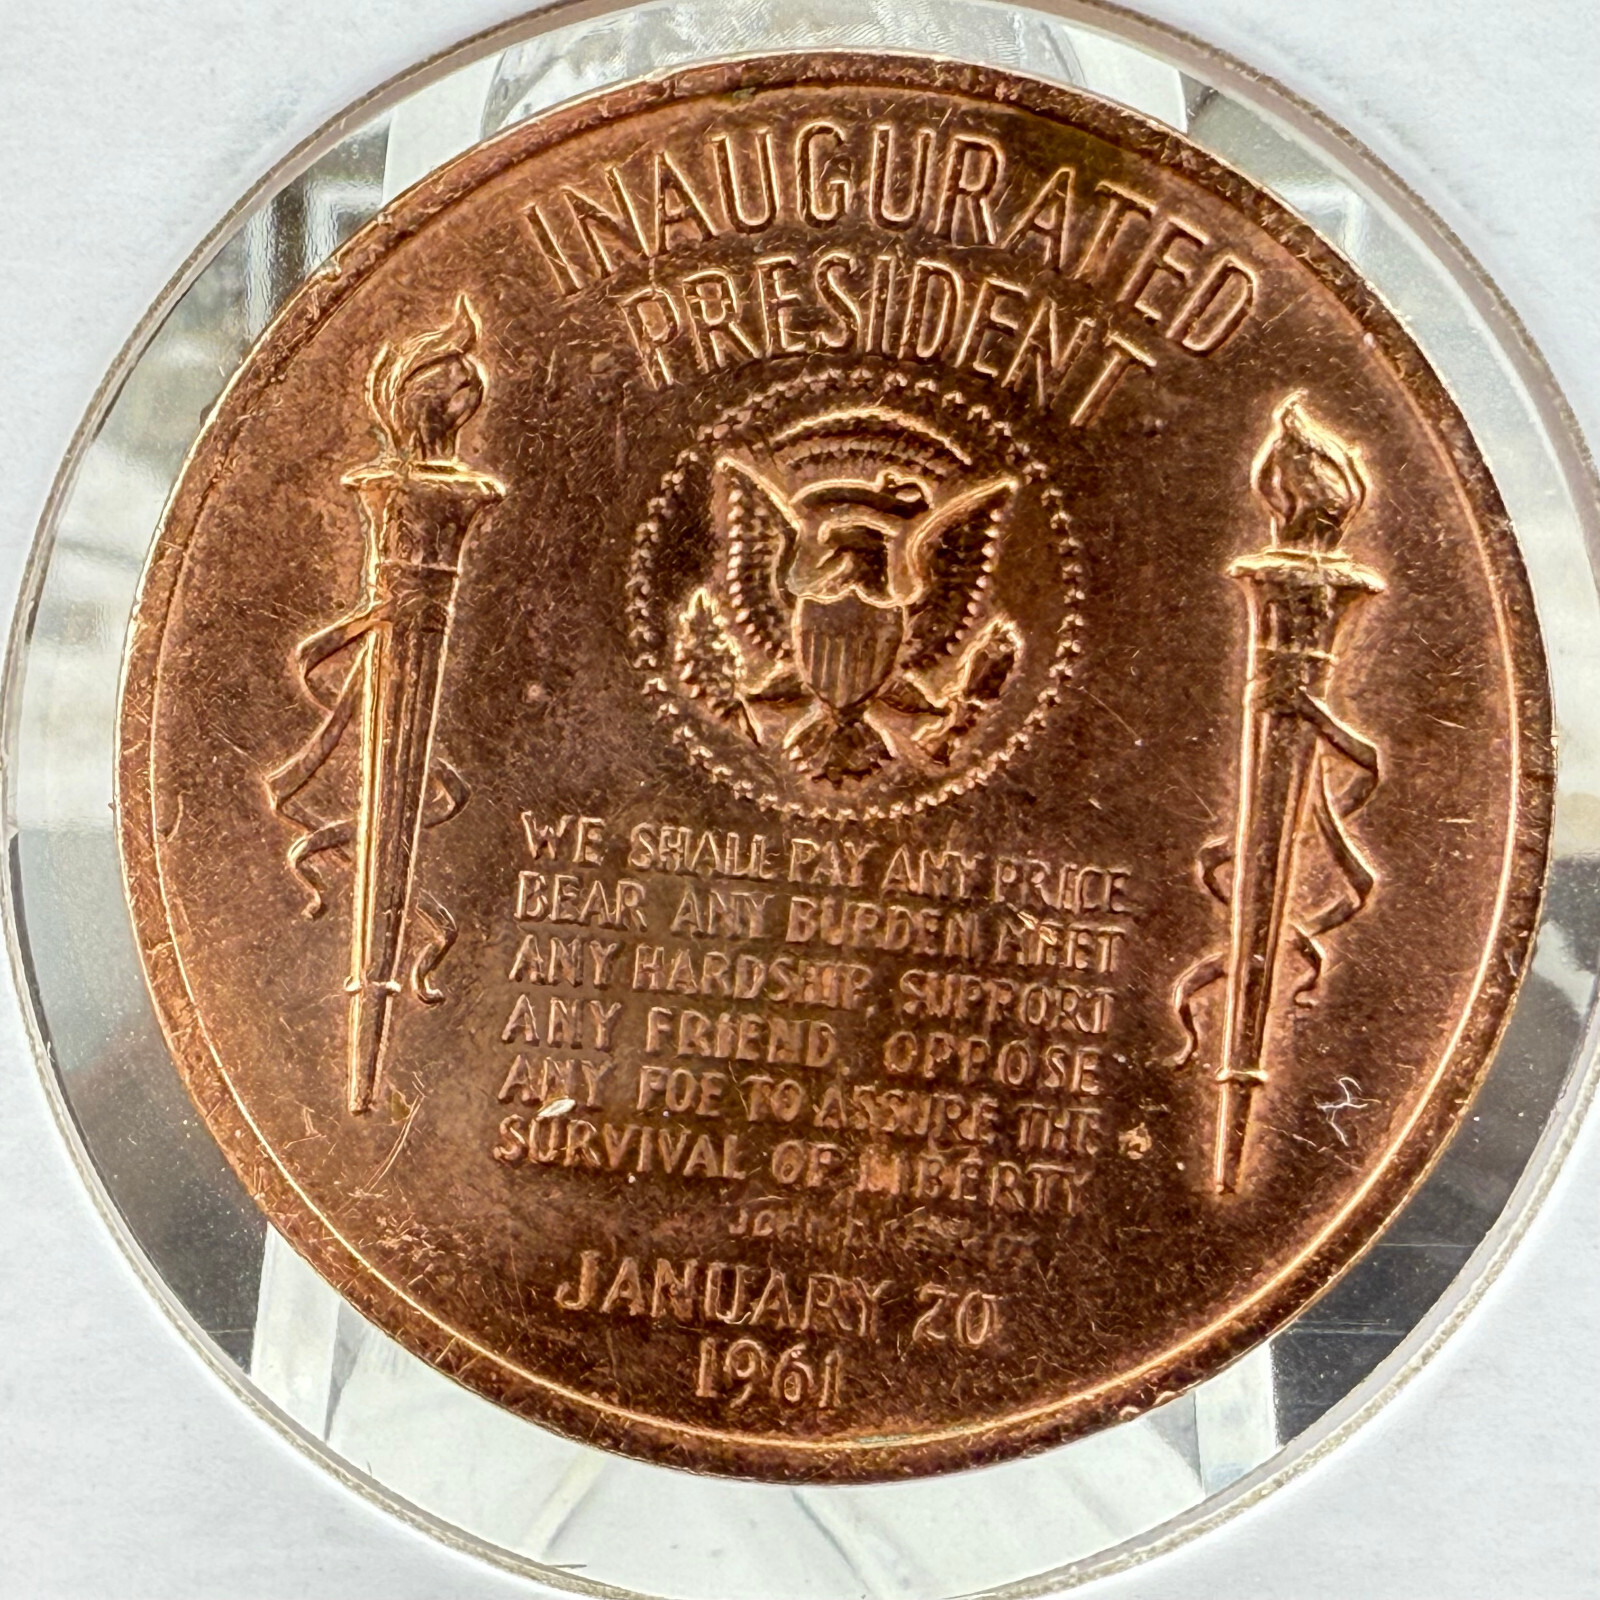 INAUGURATED
PRESIDENT
WE SHALL PAY ANY PRICE
BEAR ANY BURDEN, MEET
ANY HARDSHIP, SUPPORT
ANY FRIEND, OPPOSE
ANY FOE TO ASSURE THE
SURVIVAL OF LIBERTY
JOHN
JANUARY 20
1961